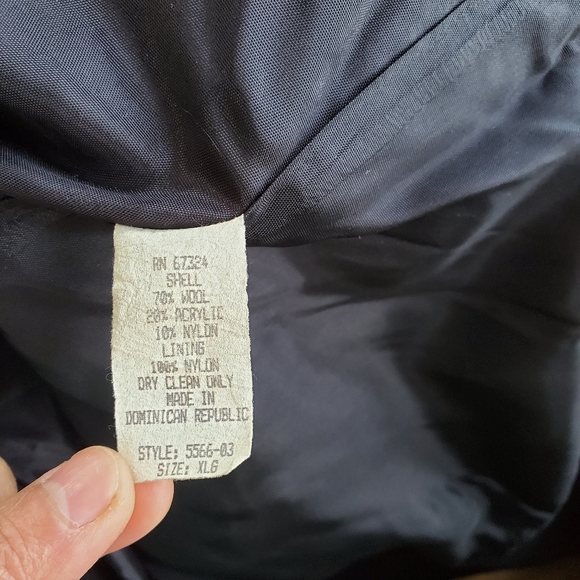 RN 67324
SHELL
70% WOOL
20% ACRYLIC
10% NYLON
LINING
100% NYLON
DRY CLEAN ONLY
MADE IN
DOMINICAN REPUBLIC
STYLE: 5566-03
SIZE: XLG